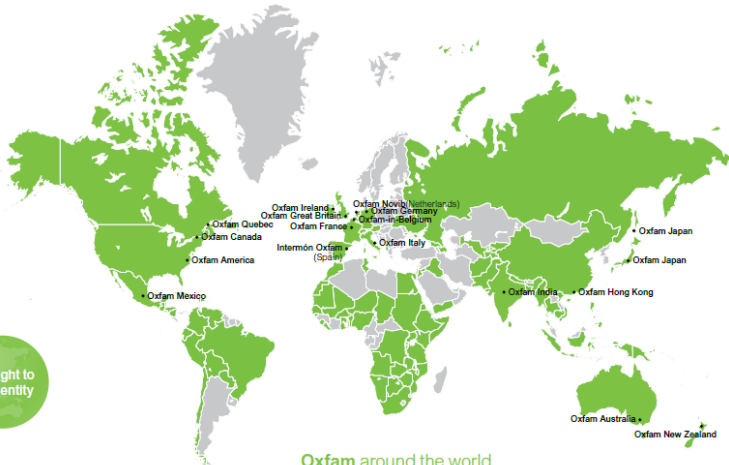 Oxfam Ireland
Oxfam Novib(Netherlands)
Oxfam Great Britain
Oxfam Germany
Oxfam-in-Belgium
Oxfam France
Oxfam Quebec
Oxfam Canada
Intermón Oxfam
(Spain)
Oxfam Italy
Oxfam America
Oxfam Mexico
Oxfam Japan
Oxfam Japan
Oxfam India
Oxfam Hong Kong
ght to
entity
Oxfam Australia
Oxfam New Zealand
Oxfam around the world